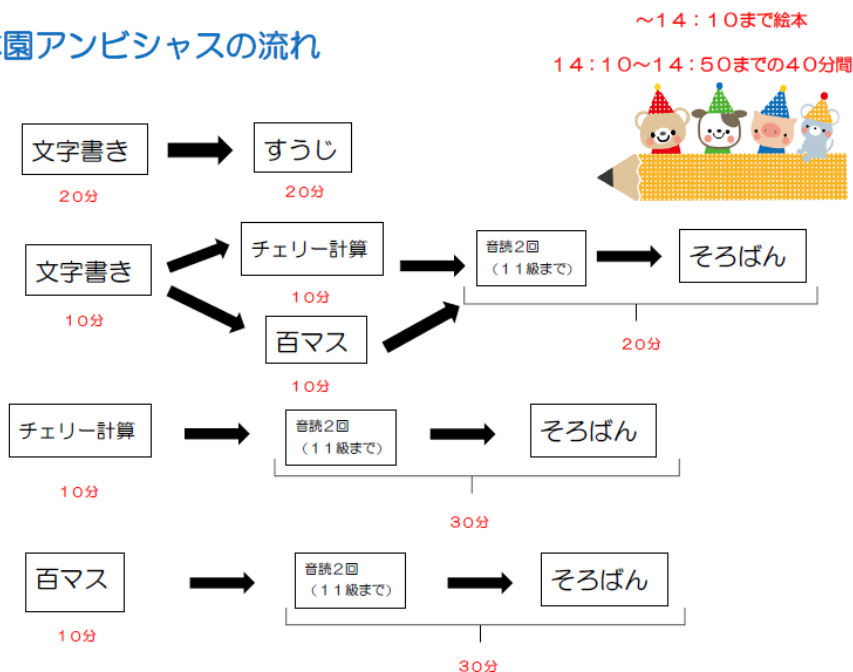 園アンビシャスの流れ
～14：10まで絵本
14：10～14：50までの40分間
文字書き
すうじ
20分
20分
文字書き
チェリー計算
音読2回
（11級まで）
そろばん
10分
10分
百マス
20分
10分
チェリー計算
音読2回
（11級まで）
そろばん
10分
30分
百マス
音読2回
（11級まで）
そろばん
10分
30分